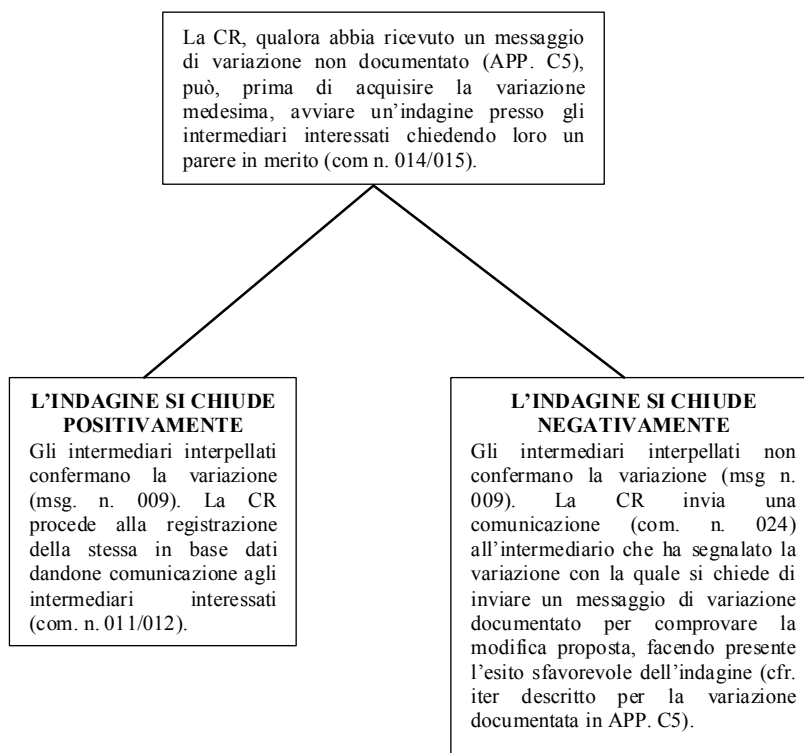 La CR, qualora abbia ricevuto un messaggio
di variazione non documentato (APP. C5),
può, prima di acquisire la variazione
medesima, avviare un'indagine presso gli
intermediari interessati chiedendo loro un
parere in merito (com n. 014/015).
L'INDAGINE SI CHIUDE
POSITIVAMENTE
Gli intermediari interpellati
confermano la variazione
(msg. n. 009). La CR
procede alla registrazione
della stessa in base dati
dandone comunicazione agli
intermediari interessati
(com. n. 011/012).
L'INDAGINE SI CHIUDE
NEGATIVAMENTE
Gli intermediari interpellati non
confermano la variazione (msg n.
009). La CR invia una
comunicazione (com. n. 024)
all'intermediario che ha segnalato la
variazione con la quale si chiede di
inviare un messaggio di variazione
documentato per comprovare la
modifica proposta, facendo presente
l'esito sfavorevole dell'indagine (cfr.
iter descritto per la variazione
documentata in APP. C5).